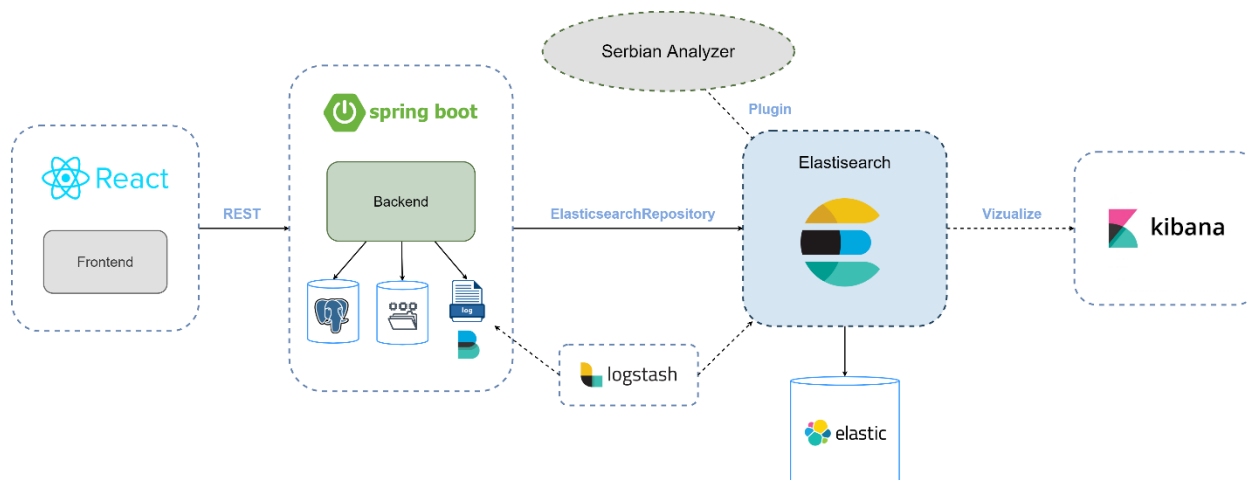 Serbian Analyzer
Plugin
spring boot
React
Frontend
REST
Backend
log
ElasticsearchRepository
Elastisearch
Vizualize
kibana
logstash
elastic